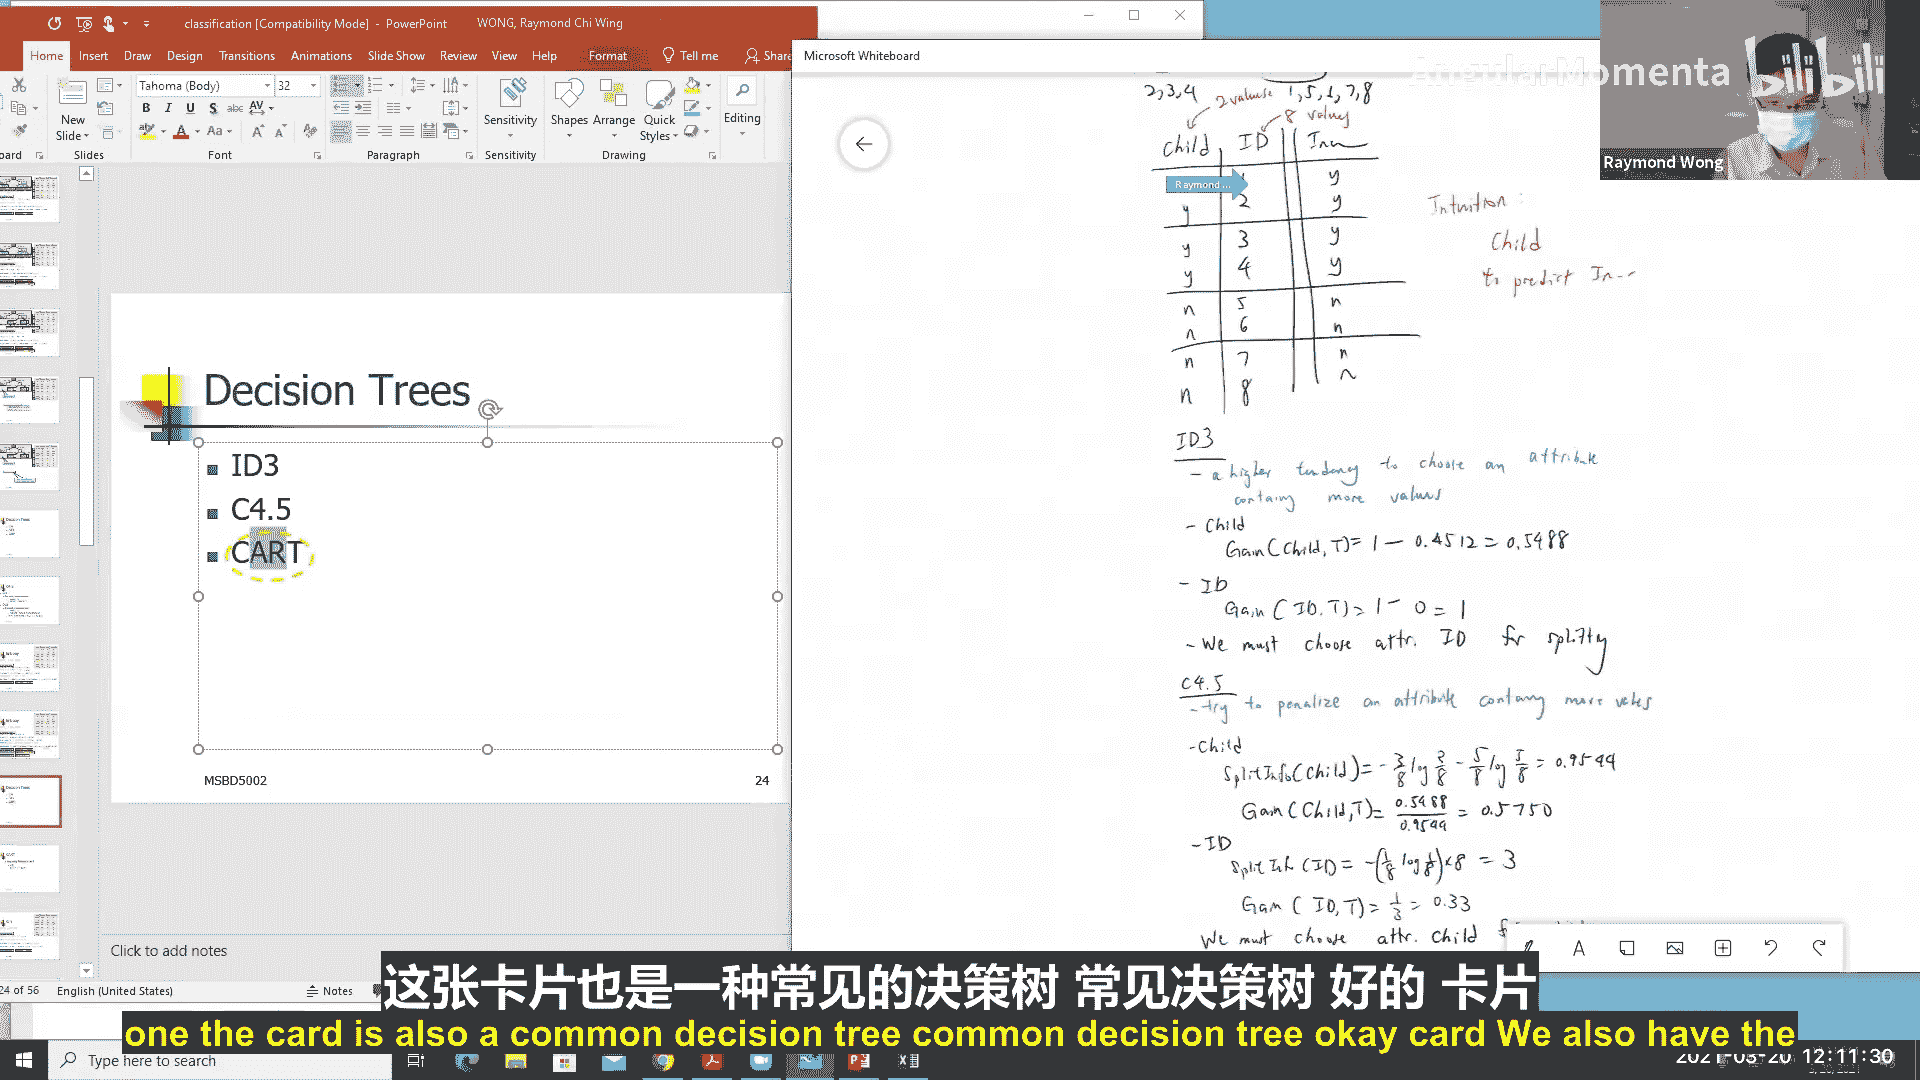 classification [Compatibility Mode] - PowerPoint
WONG, Raymond Chi Wing
Home Insert Draw Design Transitions Animations Slide Show Review View Help Format Tell me Share
Tahoma (Body) 32
New Slide
Sensitivity
Shapes Arrange Quick Styles
Editing
Slides Font Paragraph Sensitivity Drawing Views
Decision Trees
ID3
C4.5
CART
MSBD5002
24
Click to add notes
24 of 56
English (United States)
Notes
Microsoft Whiteboard
AngularMomenta
bilibili
Raymond Wong
2,3,4
2 values
1,5,1,7,8
8 values
Child ID
Raymond ...
y
y 2 y
y 3 y
y 4 y
n 5 n
n 6 n
n 7 n
n 8 n
Intuition :
Child
to predict In--
ID3
- a higher tendency to choose an attribute
containg more values
- Child
Gain(Child,T)= 1 - 0.4512 = 0.5488
- ID
Gain (ID,T)= 1 - 0 = 1
- We must choose attr. ID for splitting
C4.5
- try to penalize an attribute containg more
- Child
SplitInfo(Child)= - 3/8 log 3/8 - 5/8 log 5/8 = 0.9544
Gain(Child,T)= 0.5488/0.9544 = 0.5750
- ID
SplitInfo (ID)= -(1/8 log 1/8)×8 = 3
Gain (ID,T)= 1/3 = 0.33
We must choose attr. Child
这张卡片也是一种常见的决策树 常见决策树 好的 卡片
one the card is also a common decision tree common decision tree okay card We also have the
Type here to search
12:11:30